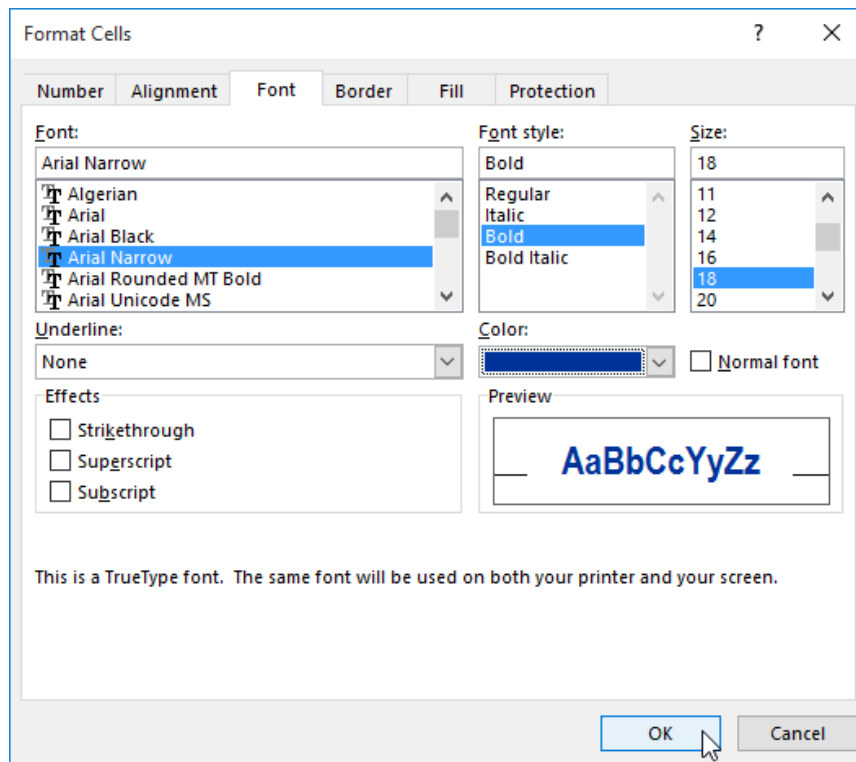 Format Cells ? ×
Number Alignment Font Border Fill Protection
Font: Font style: Size:
Arial Narrow Bold 18
Algerian Regular 11
Arial Italic 12
Arial Black Bold 14
Arial Narrow Bold Italic 16
Arial Rounded MT Bold 18
Arial Unicode MS 20
Underline: Color:
None Normal font
Effects Preview
Strikethrough
Superscript AaBbCcYyZz
Subscript
This is a TrueType font.  The same font will be used on both your printer and your screen.
OK Cancel